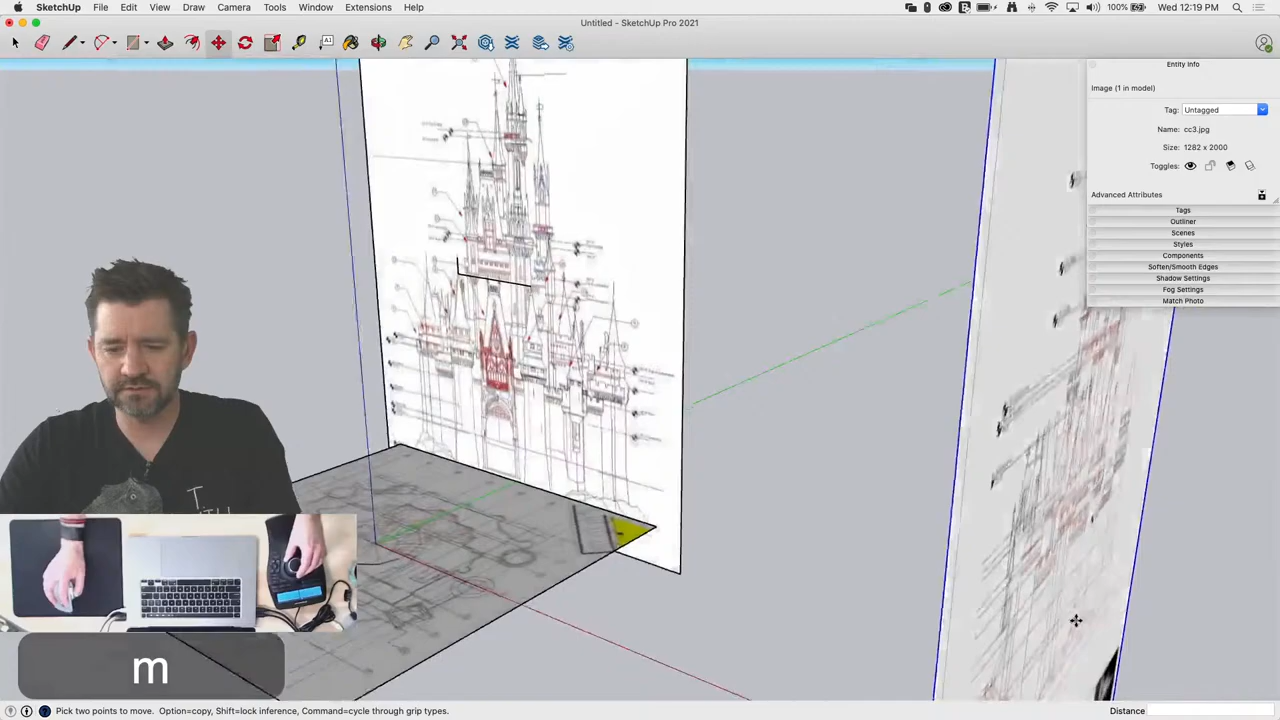 SketchUp File Edit View Draw Camera Tools Window Extensions Help
100% Wed 12:19 PM
Untitled - SketchUp Pro 2021
Entity Info
Image (1 in model)
Tag: Untagged
Name: cc3.jpg
Size: 1282 x 2000
Toggles:
Advanced Attributes
Tags
Outliner
Scenes
Styles
Components
Soften/Smooth Edges
Shadow Settings
Fog Settings
Match Photo
m
Pick two points to move. Option=copy, Shift=lock inference, Command=cycle through grip types.
Distance